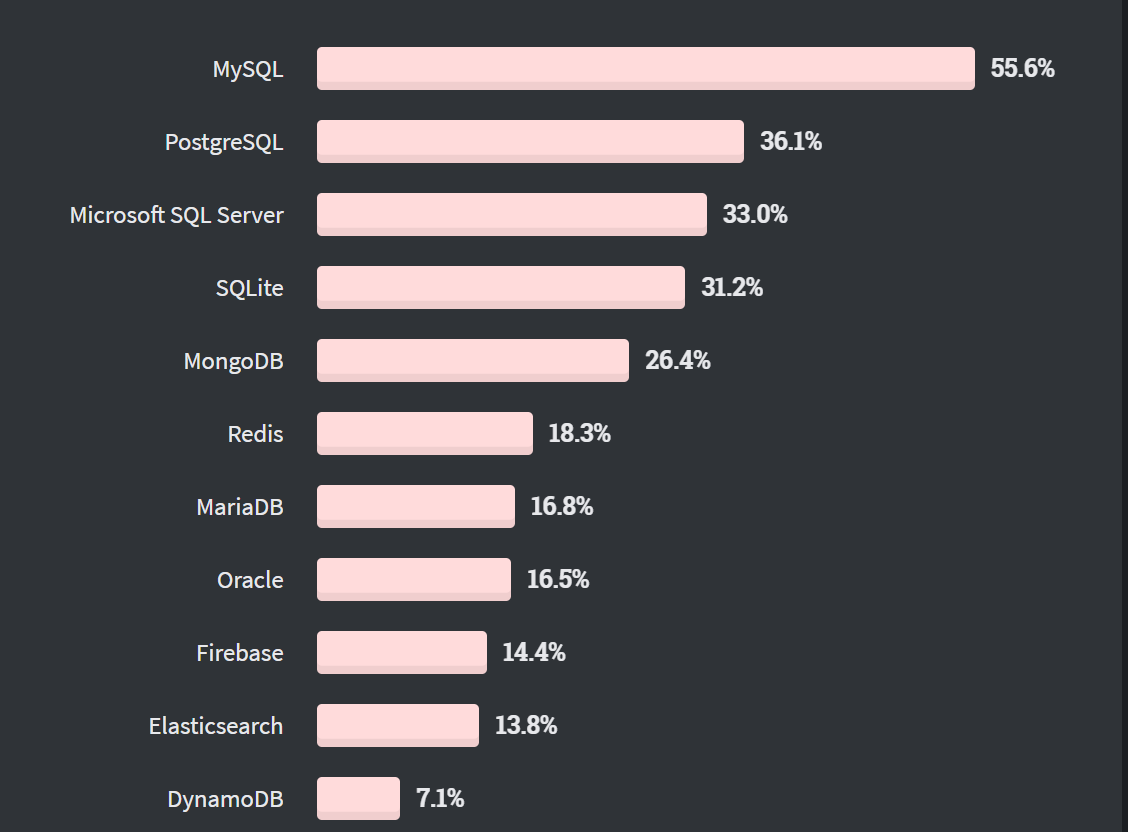 MySQL 55.6%
PostgreSQL 36.1%
Microsoft SQL Server 33.0%
SQLite 31.2%
MongoDB 26.4%
Redis 18.3%
MariaDB 16.8%
Oracle 16.5%
Firebase 14.4%
Elasticsearch 13.8%
DynamoDB 7.1%